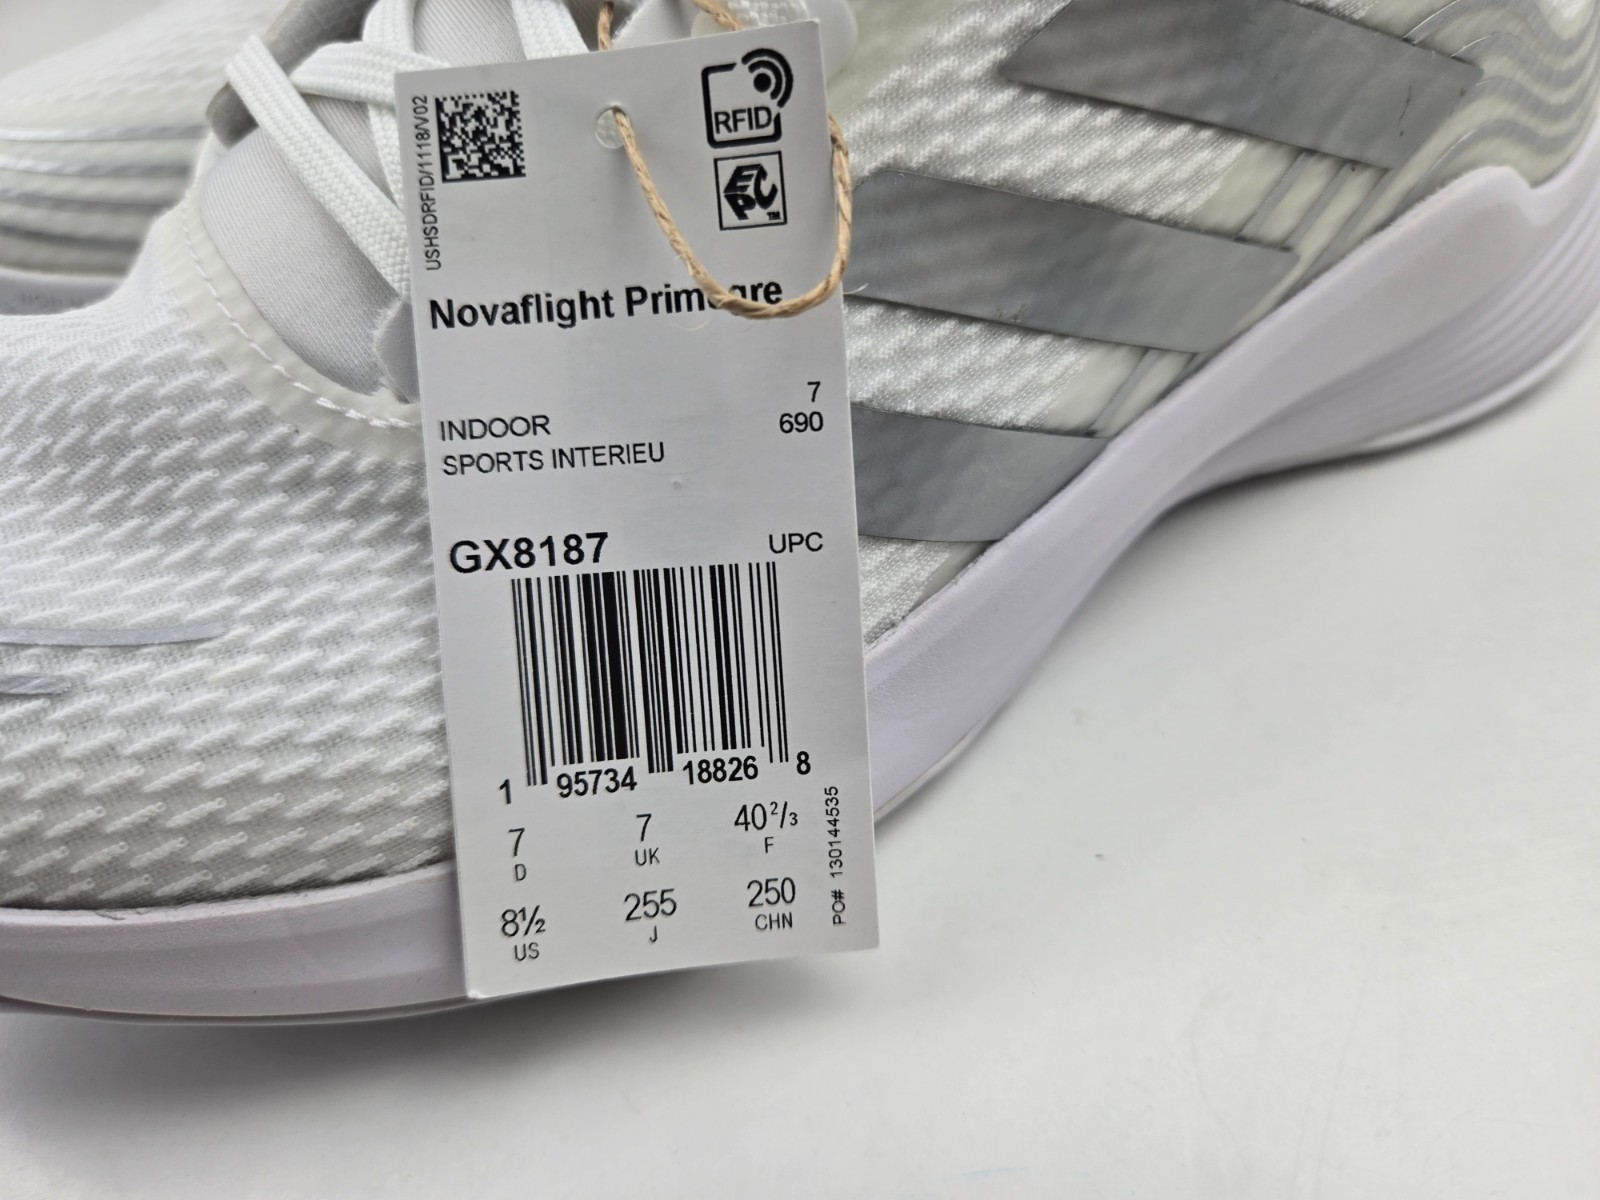 USHSDRFID/1118/V02
RFID
EPC TM
Novaflight
7
INDOOR 690
SPORTS INTERIEU
GX8187 UPC
1 95734 18826 8
7 7 40 2/3
D UK F
8½ 255 250
US J CHN
PO# 130144535